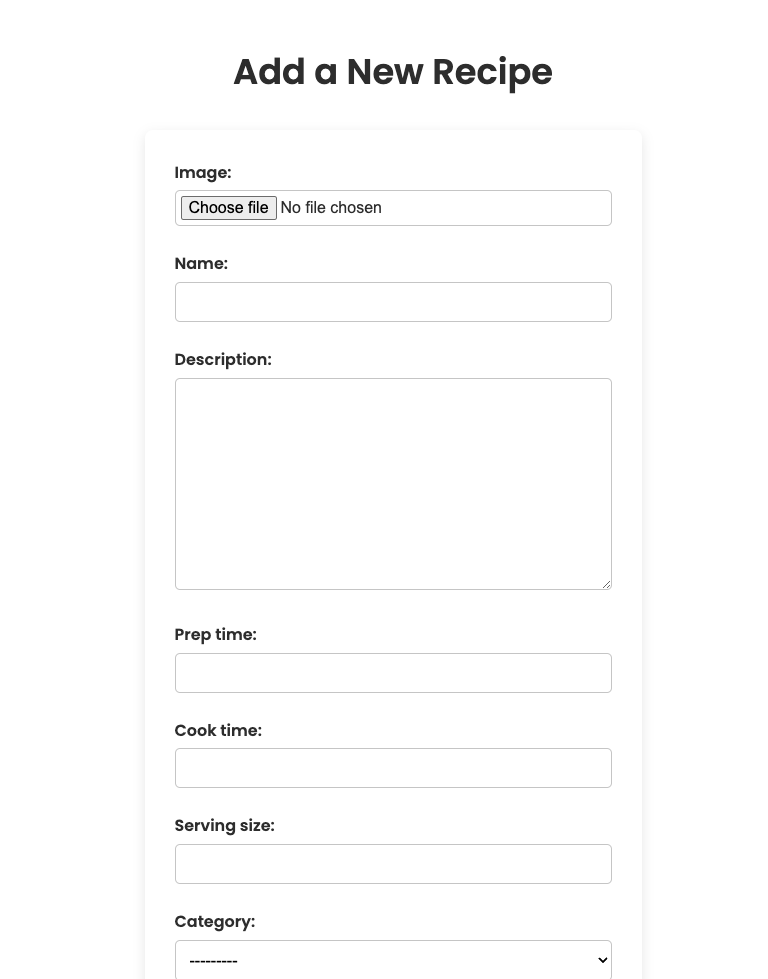 Add a New Recipe
Image:
Choose file No file chosen
Name:
Description:
Prep time:
Cook time:
Serving size:
Category:
---------